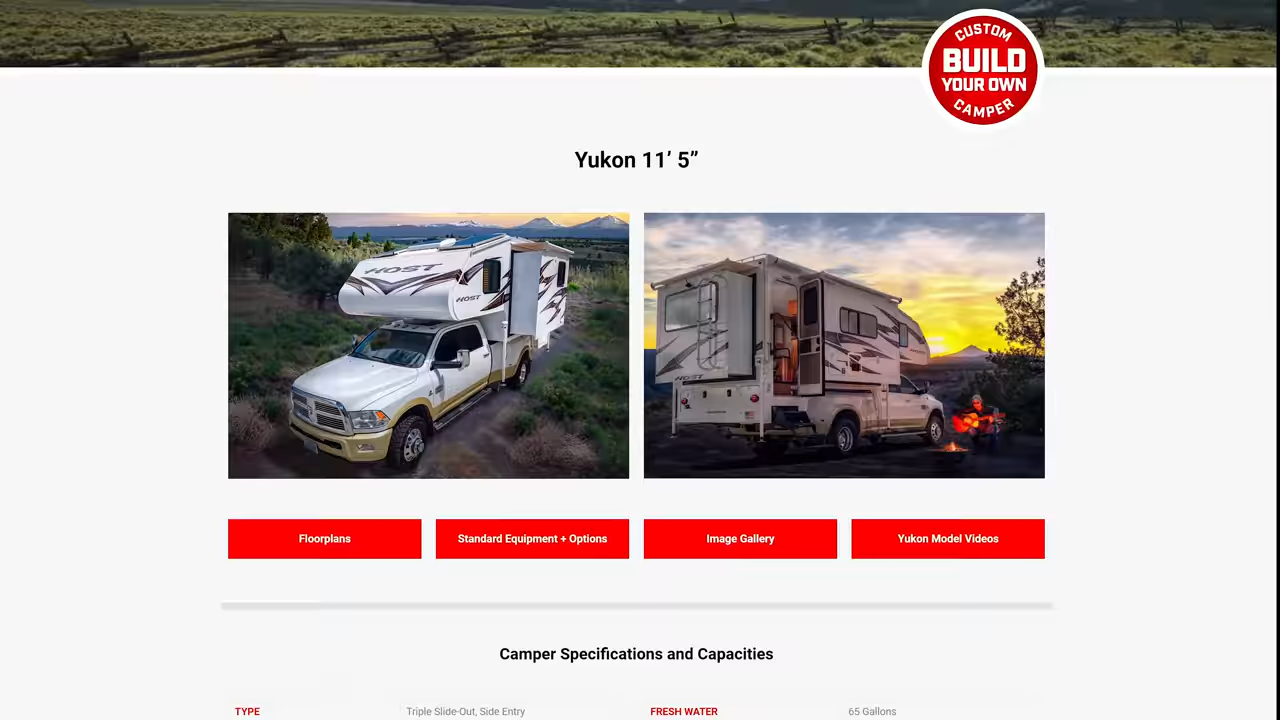 CUSTOM
BUILD
YOUR OWN
CAMPER
Yukon 11’ 5”
HOST
HOST
HOST
Floorplans
Standard Equipment + Options
Image Gallery
Yukon Model Videos
Camper Specifications and Capacities
TYPE
Triple Slide-Out, Side Entry
FRESH WATER
65 Gallons